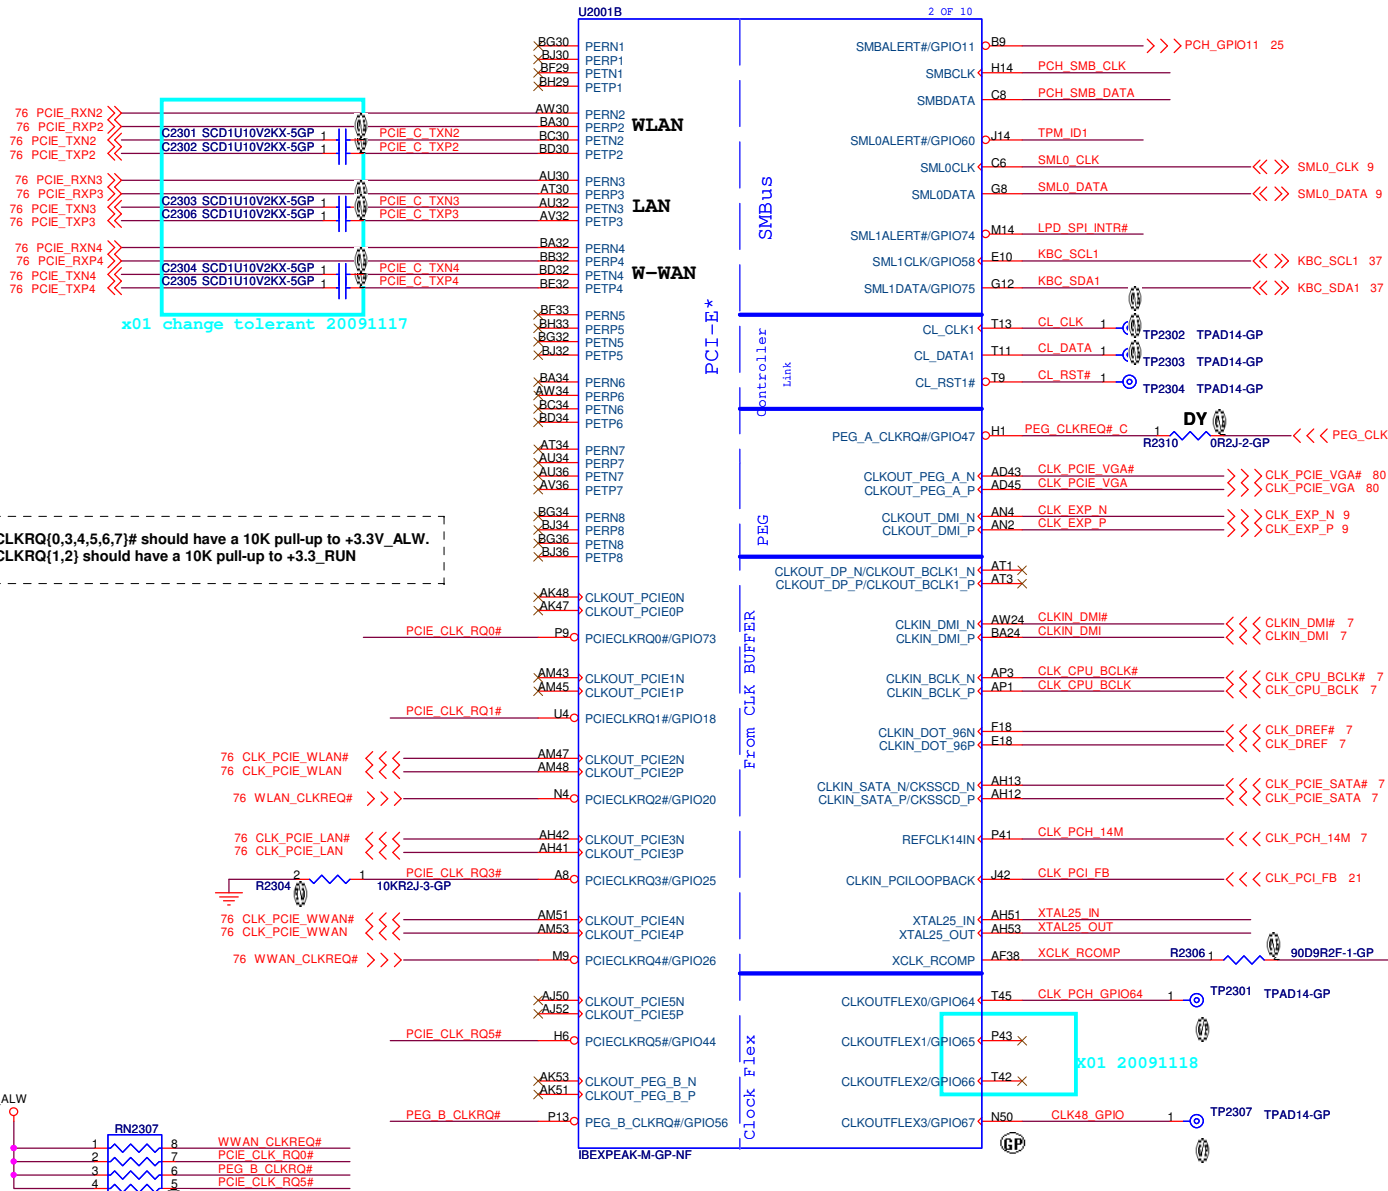 U2001B
2 OF 10
BG30 PERN1
BJ30 PERP1
BF29 PETN1
BH29 PETP1
76 PCIE_RXN2 AW30 PERN2
76 PCIE_RXP2 BA30 PERP2 WLAN
76 PCIE_TXN2 C2301 SCD1U10V2KX-5GP 1 PCIE_C_TXN2 BC30 PETN2
76 PCIE_TXP2 C2302 SCD1U10V2KX-5GP 1 PCIE_C_TXP2 BD30 PETP2
76 PCIE_RXN3 AU30 PERN3
76 PCIE_RXP3 AT30 PERP3
76 PCIE_TXN3 C2303 SCD1U10V2KX-5GP 1 PCIE_C_TXN3 AU32 PETN3 LAN
76 PCIE_TXP3 C2306 SCD1U10V2KX-5GP 1 PCIE_C_TXP3 AV32 PETP3
76 PCIE_RXN4 BA32 PERN4
76 PCIE_RXP4 BB32 PERP4
76 PCIE_TXN4 C2304 SCD1U10V2KX-5GP 1 PCIE_C_TXN4 BD32 PETN4 W-WAN
76 PCIE_TXP4 C2305 SCD1U10V2KX-5GP 1 PCIE_C_TXP4 BE32 PETP4
x01 change tolerant 20091117
BF33 PERN5
BH33 PERP5
BG32 PETN5
BJ32 PETP5
BA34 PERN6
AW34 PERP6
BC34 PETN6
BD34 PETP6
AT34 PERN7
AU34 PERP7
AU36 PETN7
AV36 PETP7
BG34 PERN8
BJ34 PERP8
BG36 PETN8
BJ36 PETP8
CLKRQ{0,3,4,5,6,7}# should have a 10K pull-up to +3.3V_ALW.
CLKRQ{1,2} should have a 10K pull-up to +3.3_RUN
AK48 CLKOUT_PCIE0N
AK47 CLKOUT_PCIE0P
PCIE_CLK_RQ0# P9 PCIECLKRQ0#/GPIO73
AM43 CLKOUT_PCIE1N
AM45 CLKOUT_PCIE1P
PCIE_CLK_RQ1# U4 PCIECLKRQ1#/GPIO18
76 CLK_PCIE_WLAN# AM47 CLKOUT_PCIE2N
76 CLK_PCIE_WLAN AM48 CLKOUT_PCIE2P
76 WLAN_CLKREQ# N4 PCIECLKRQ2#/GPIO20
76 CLK_PCIE_LAN# AH42 CLKOUT_PCIE3N
76 CLK_PCIE_LAN AH41 CLKOUT_PCIE3P
R2304 2 1 10KR2J-3-GP PCIE_CLK_RQ3# A8 PCIECLKRQ3#/GPIO25
76 CLK_PCIE_WWAN# AM51 CLKOUT_PCIE4N
76 CLK_PCIE_WWAN AM53 CLKOUT_PCIE4P
76 WWAN_CLKREQ# M9 PCIECLKRQ4#/GPIO26
AJ50 CLKOUT_PCIE5N
AJ52 CLKOUT_PCIE5P
PCIE_CLK_RQ5# H6 PCIECLKRQ5#/GPIO44
AK53 CLKOUT_PEG_B_N
AK51 CLKOUT_PEG_B_P
PEG_B_CLKRQ# P13 PEG_B_CLKRQ#/GPIO56
IBEXPEAK-M-GP-NF
_ALW
RN2307
1 8 WWAN_CLKREQ#
2 7 PCIE_CLK_RQ0#
3 6 PEG_B_CLKRQ#
4 5 PCIE_CLK_RQ5#
PCI-E*
SMBus
Controller
Link
PEG
From CLK BUFFER
Clock Flex
SMBALERT#/GPIO11 B9 PCH_GPIO11 25
SMBCLK H14 PCH_SMB_CLK
SMBDATA C8 PCH_SMB_DATA
SML0ALERT#/GPIO60 J14 TPM_ID1
SML0CLK C6 SML0_CLK SML0_CLK 9
SML0DATA G8 SML0_DATA SML0_DATA 9
SML1ALERT#/GPIO74 M14 LPD_SPI_INTR#
SML1CLK/GPIO58 E10 KBC_SCL1 KBC_SCL1 37
SML1DATA/GPIO75 G12 KBC_SDA1 KBC_SDA1 37
CL_CLK1 T13 CL_CLK 1 TP2302 TPAD14-GP
CL_DATA1 T11 CL_DATA 1 TP2303 TPAD14-GP
CL_RST1# T9 CL_RST# 1 TP2304 TPAD14-GP
DY
PEG_A_CLKRQ#/GPIO47 H1 PEG_CLKREQ#_C 1 R2310 0R2J-2-GP PEG_CLK
CLKOUT_PEG_A_N AD43 CLK_PCIE_VGA# CLK_PCIE_VGA# 80
CLKOUT_PEG_A_P AD45 CLK_PCIE_VGA CLK_PCIE_VGA 80
CLKOUT_DMI_N AN4 CLK_EXP_N CLK_EXP_N 9
CLKOUT_DMI_P AN2 CLK_EXP_P CLK_EXP_P 9
CLKOUT_DP_N/CLKOUT_BCLK1_N AT1
CLKOUT_DP_P/CLKOUT_BCLK1_P AT3
CLKIN_DMI_N AW24 CLKIN_DMI# CLKIN_DMI# 7
CLKIN_DMI_P BA24 CLKIN_DMI CLKIN_DMI 7
CLKIN_BCLK_N AP3 CLK_CPU_BCLK# CLK_CPU_BCLK# 7
CLKIN_BCLK_P AP1 CLK_CPU_BCLK CLK_CPU_BCLK 7
CLKIN_DOT_96N F18 CLK_DREF# 7
CLKIN_DOT_96P E18 CLK_DREF 7
CLKIN_SATA_N/CKSSCD_N AH13 CLK_PCIE_SATA# 7
CLKIN_SATA_P/CKSSCD_P AH12 CLK_PCIE_SATA 7
REFCLK14IN P41 CLK_PCH_14M CLK_PCH_14M 7
CLKIN_PCILOOPBACK J42 CLK_PCI_FB CLK_PCI_FB 21
XTAL25_IN AH51 XTAL25_IN
XTAL25_OUT AH53 XTAL25_OUT
XCLK_RCOMP AF38 XCLK_RCOMP R2306 1 90D9R2F-1-GP
CLKOUTFLEX0/GPIO64 T45 CLK_PCH_GPIO64 1 TP2301 TPAD14-GP
CLKOUTFLEX1/GPIO65 P43
X01 20091118
CLKOUTFLEX2/GPIO66 T42
CLKOUTFLEX3/GPIO67 N50 CLK48_GPIO 1 TP2307 TPAD14-GP
GP